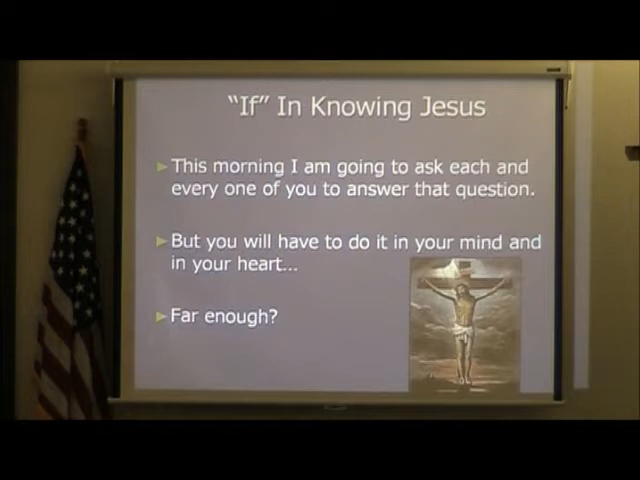 “If” In Knowing Jesus
This morning I am going to ask each and
every one of you to answer that question.
But you will have to do it in your mind and
in your heart...
Far enough?